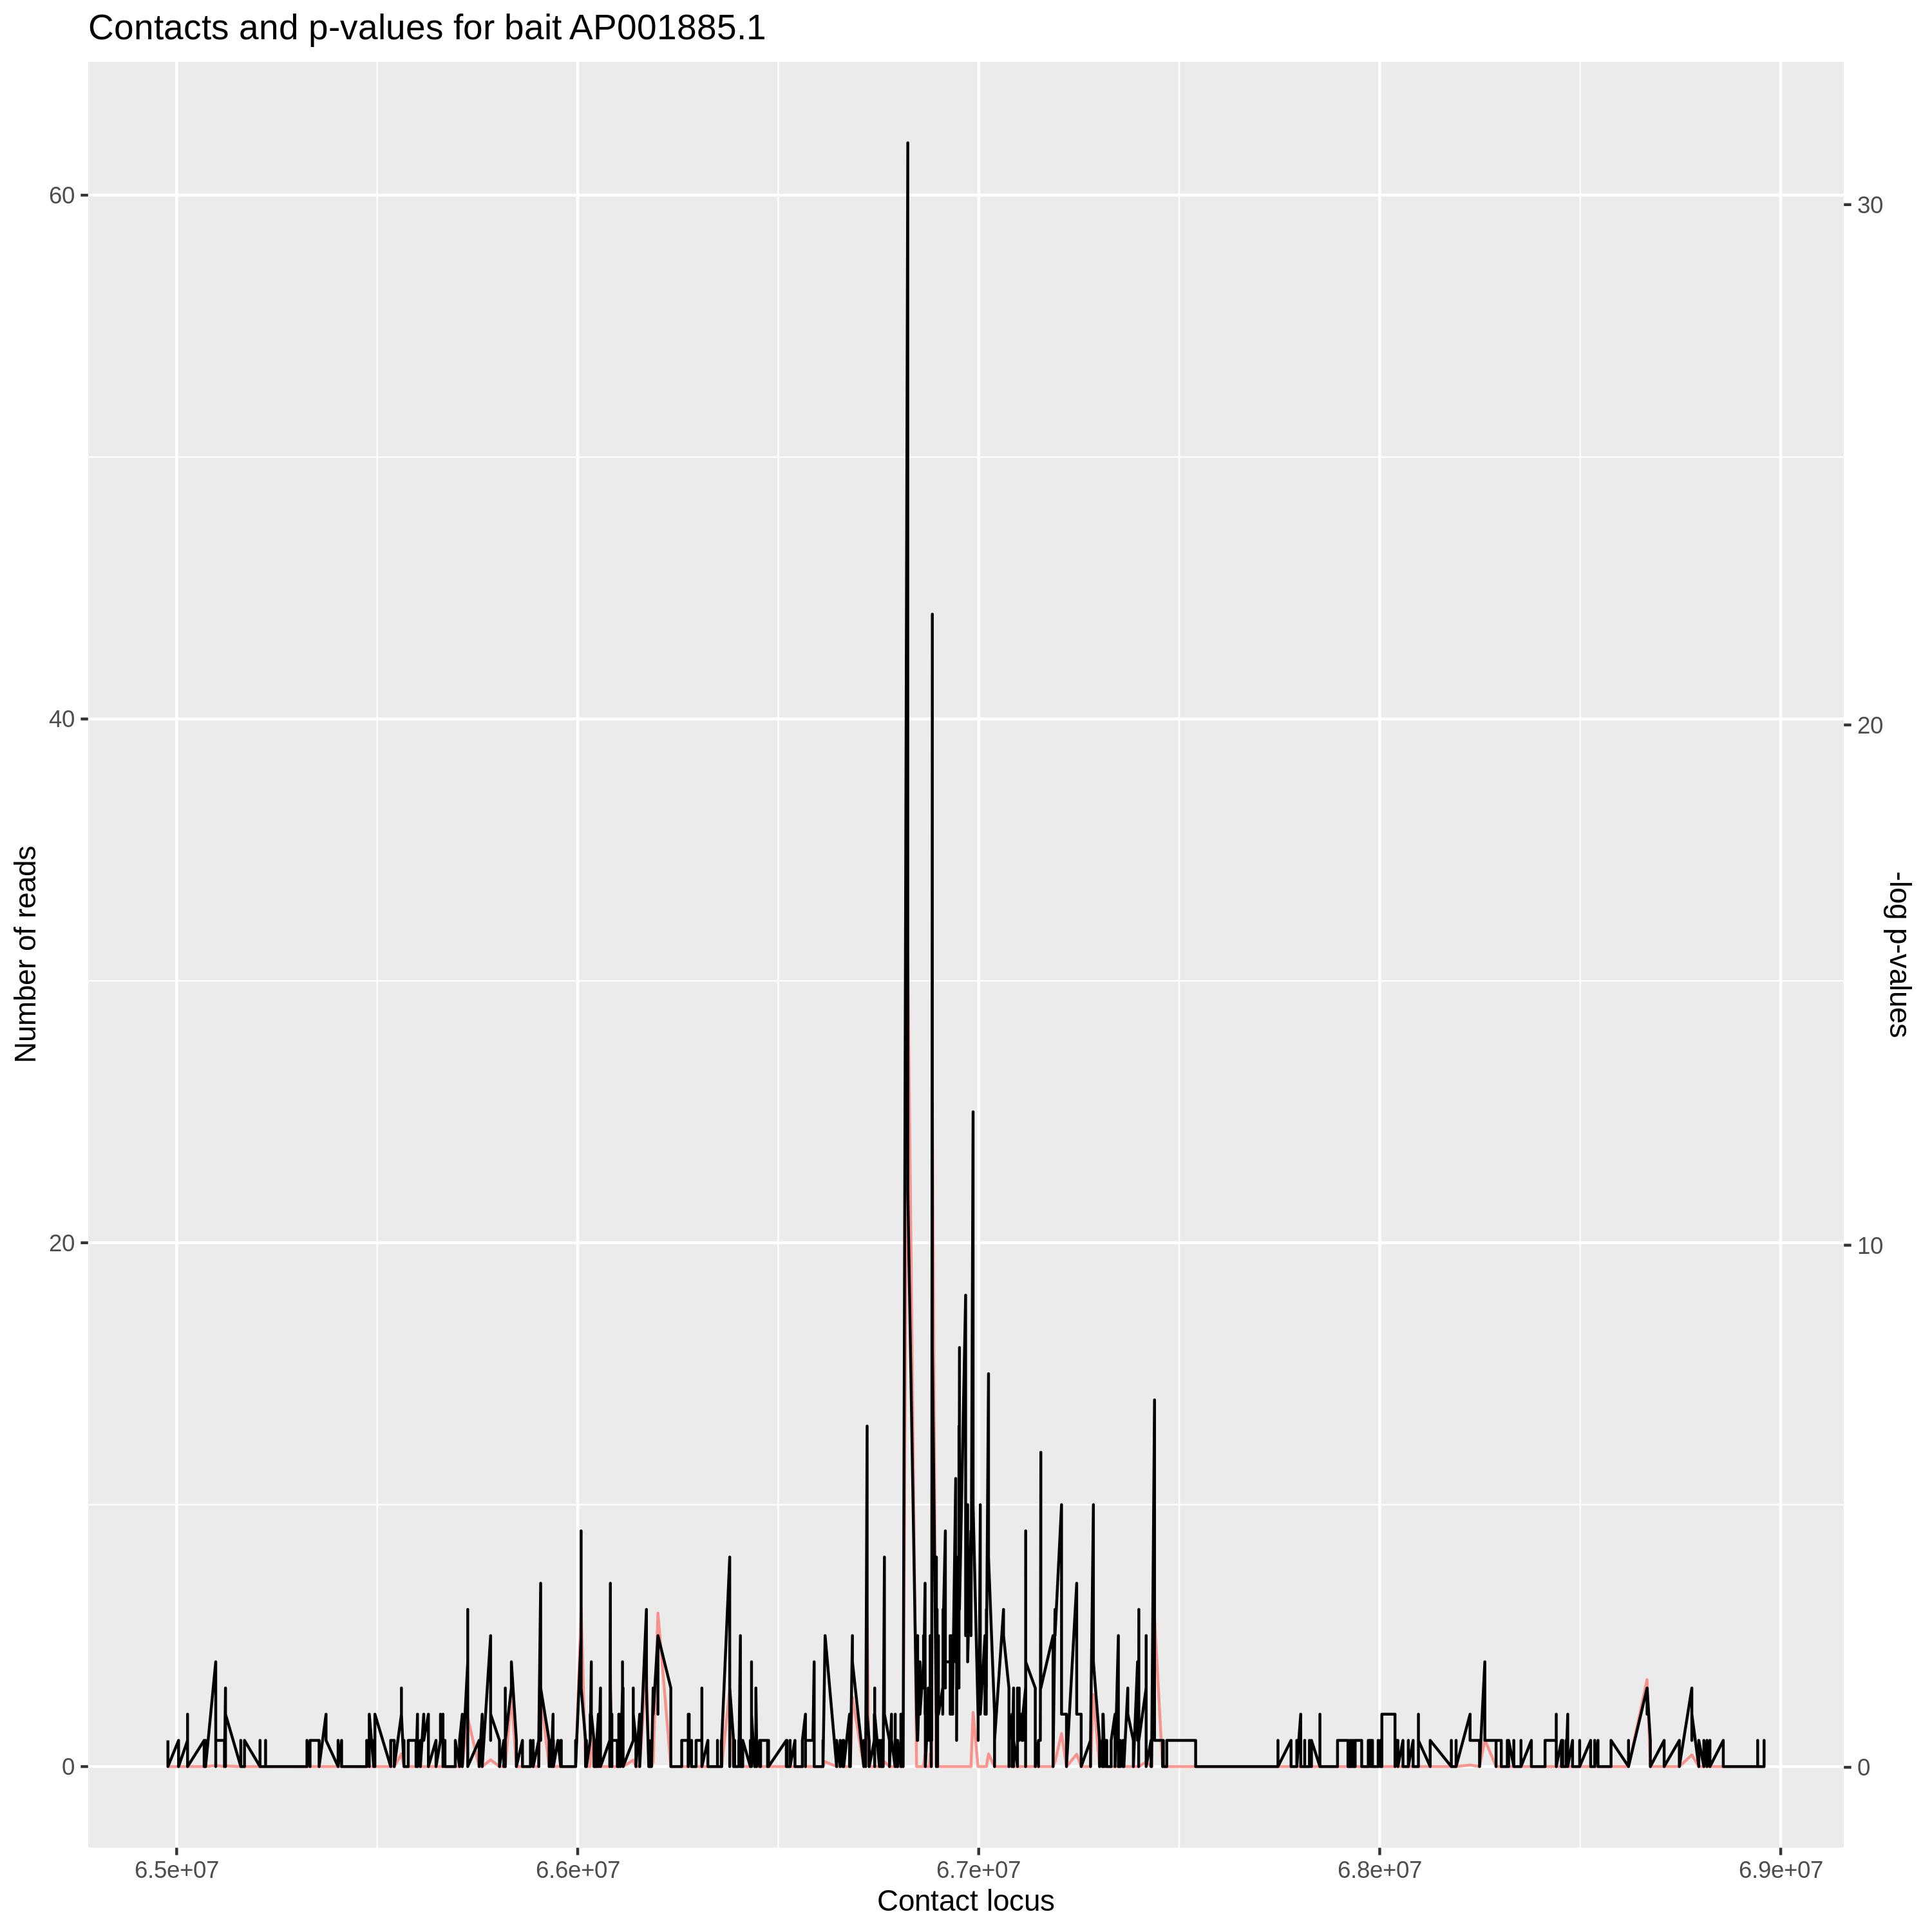 Contacts and p-values for bait AP001885.1
60
40
20
0
Number of reads
30
20
10
0
-log p-values
6.5e+07
6.6e+07
6.7e+07
6.8e+07
6.9e+07
Contact locus